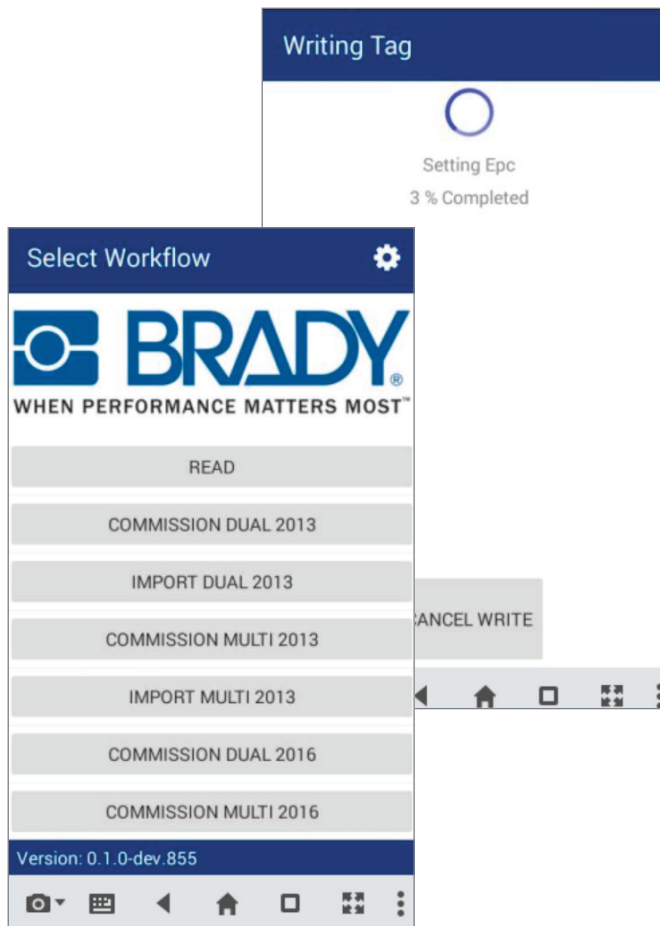 Writing Tag
Setting Epc
3 % Completed
CANCEL WRITE
Select Workflow
BRADY®
WHEN PERFORMANCE MATTERS MOST™
READ
COMMISSION DUAL 2013
IMPORT DUAL 2013
COMMISSION MULTI 2013
IMPORT MULTI 2013
COMMISSION DUAL 2016
COMMISSION MULTI 2016
Version: 0.1.0-dev.855